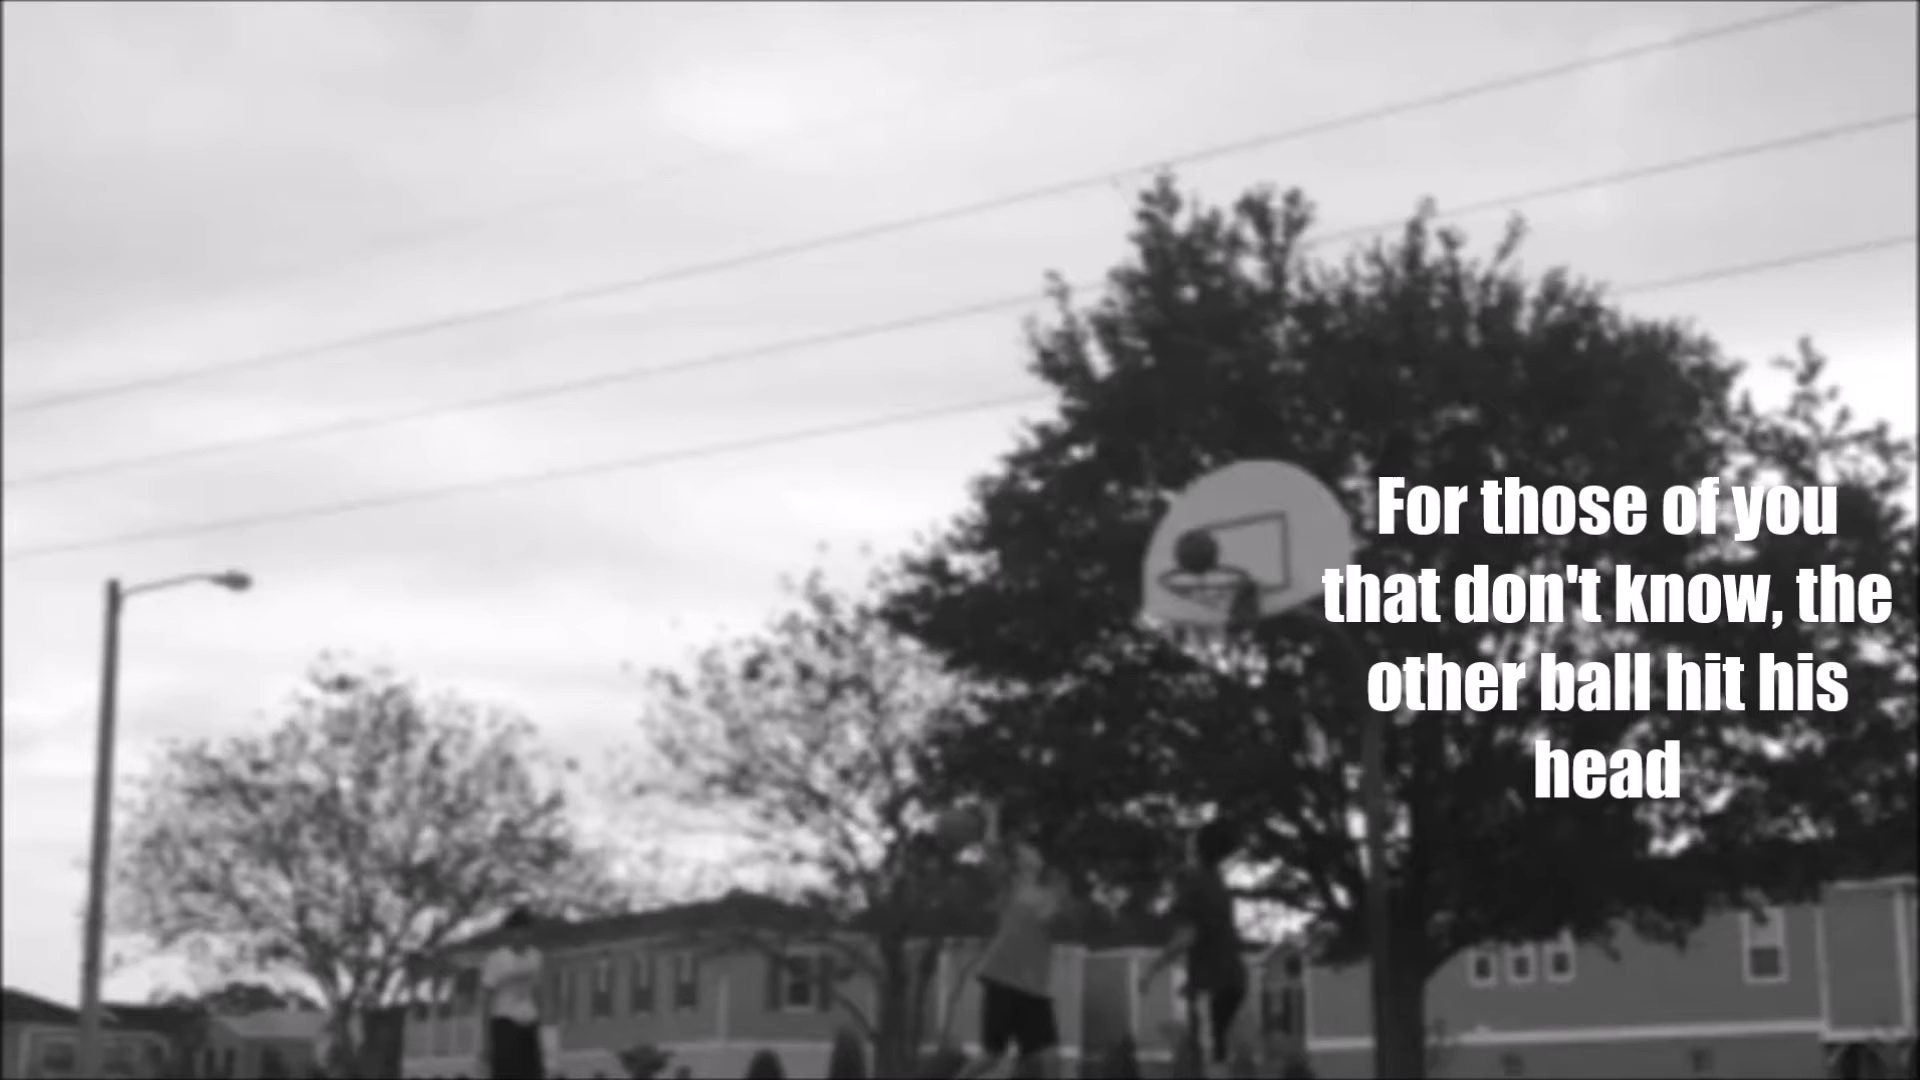 For those of you
that don't know, the
other ball hit his
head